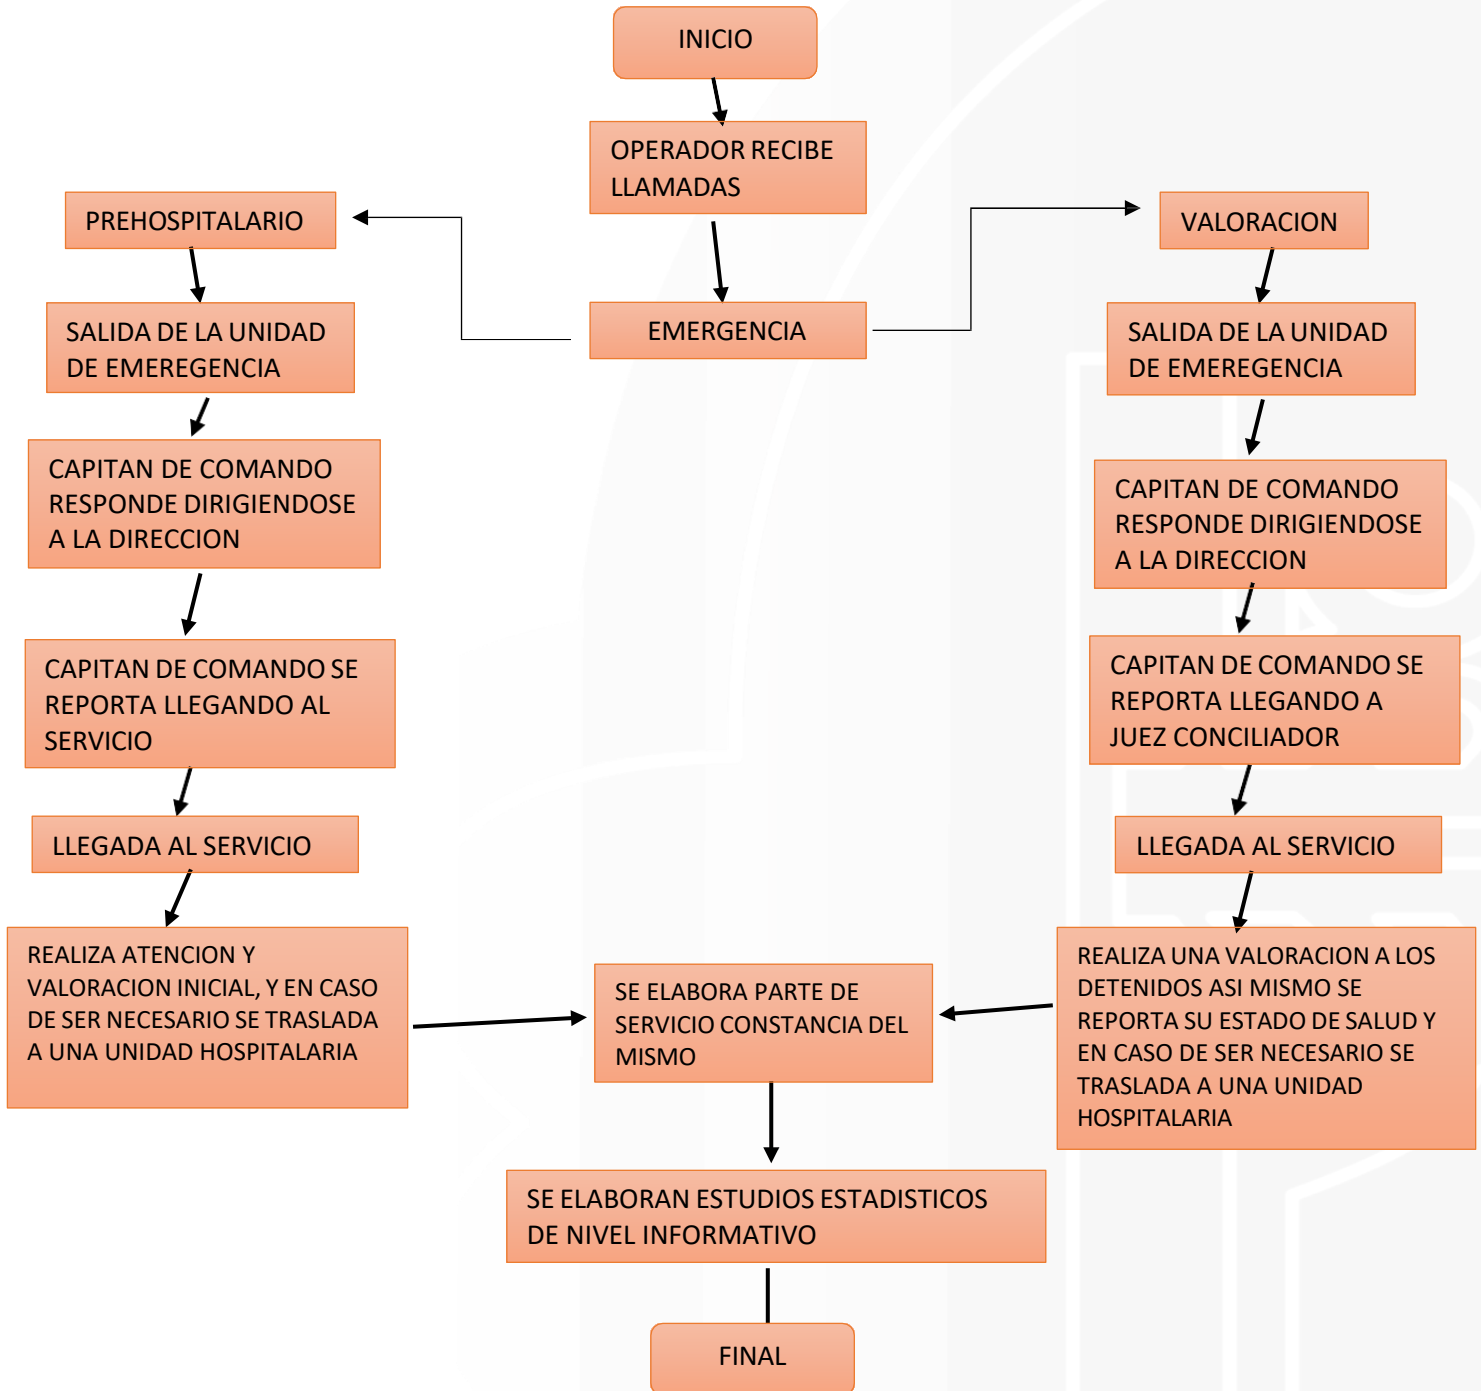 INICIO
OPERADOR RECIBE
LLAMADAS
EMERGENCIA
PREHOSPITALARIO
SALIDA DE LA UNIDAD
DE EMEREGENCIA
CAPITAN DE COMANDO
RESPONDE DIRIGIENDOSE
A LA DIRECCION
CAPITAN DE COMANDO SE
REPORTA LLEGANDO AL
SERVICIO
LLEGADA AL SERVICIO
REALIZA ATENCION Y
VALORACION INICIAL, Y EN CASO
DE SER NECESARIO SE TRASLADA
A UNA UNIDAD HOSPITALARIA
VALORACION
SALIDA DE LA UNIDAD
DE EMEREGENCIA
CAPITAN DE COMANDO
RESPONDE DIRIGIENDOSE
A LA DIRECCION
CAPITAN DE COMANDO SE
REPORTA LLEGANDO A
JUEZ CONCILIADOR
LLEGADA AL SERVICIO
REALIZA UNA VALORACION A LOS
DETENIDOS ASI MISMO SE
REPORTA SU ESTADO DE SALUD Y
EN CASO DE SER NECESARIO SE
TRASLADA A UNA UNIDAD
HOSPITALARIA
SE ELABORA PARTE DE
SERVICIO CONSTANCIA DEL
MISMO
SE ELABORAN ESTUDIOS ESTADISTICOS
DE NIVEL INFORMATIVO
FINAL